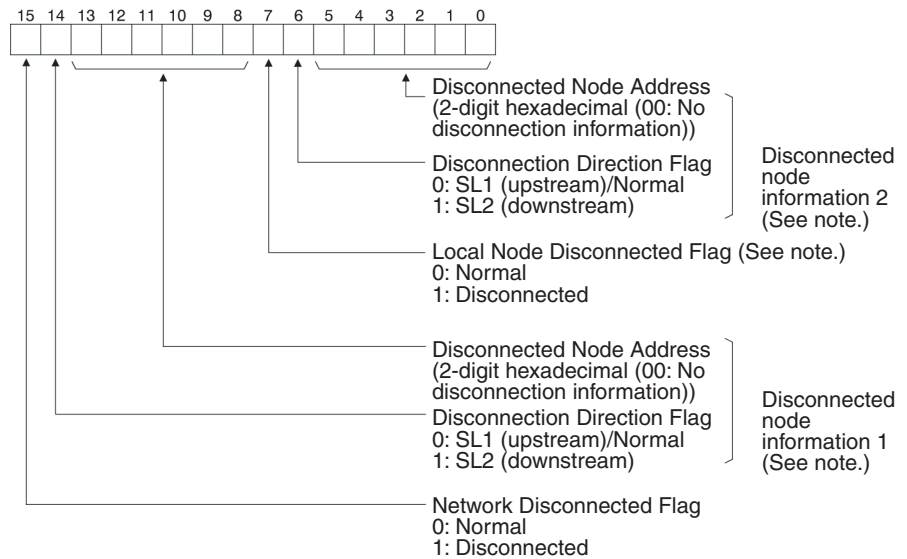 15 14 13 12 11 10 9 8 7 6 5 4 3 2 1 0
Disconnected Node Address
(2-digit hexadecimal (00: No
disconnection information))
Disconnection Direction Flag
0: SL1 (upstream)/Normal
1: SL2 (downstream)
Disconnected
node
information 2
(See note.)
Local Node Disconnected Flag (See note.)
0: Normal
1: Disconnected
Disconnected Node Address
(2-digit hexadecimal (00: No
disconnection information))
Disconnection Direction Flag
0: SL1 (upstream)/Normal
1: SL2 (downstream)
Disconnected
node
information 1
(See note.)
Network Disconnected Flag
0: Normal
1: Disconnected